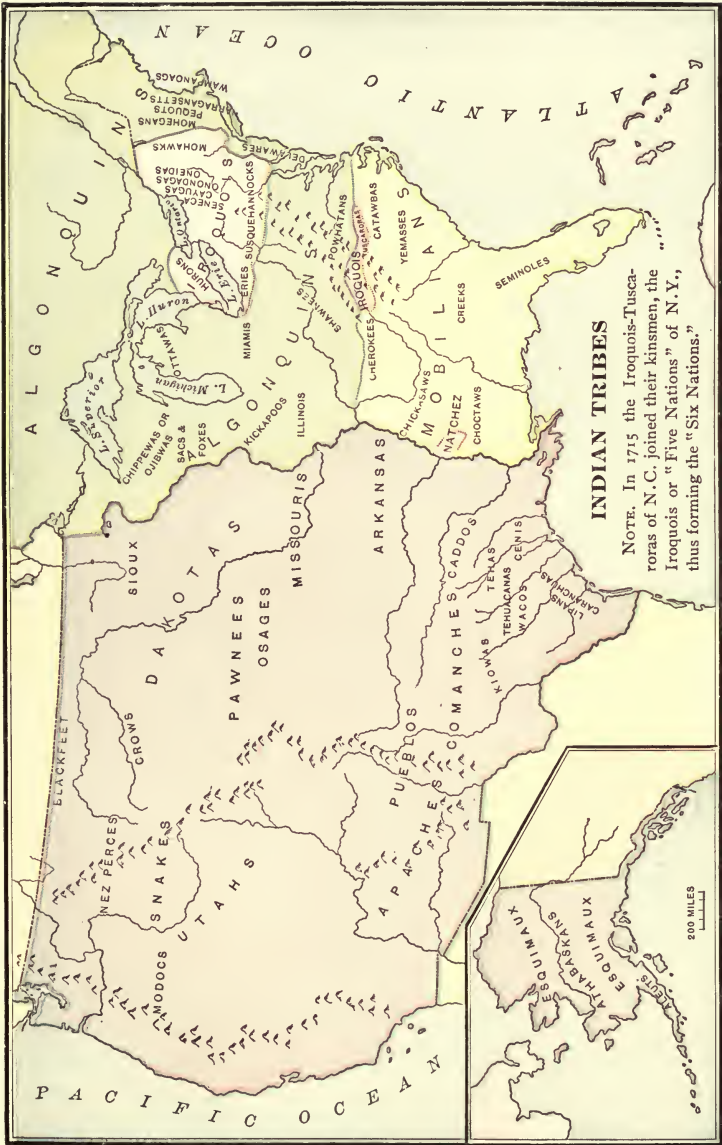 INDIAN TRIBES
NOTE. In 1715 the Iroquois-Tusca-
roras of N.C. joined their kinsmen, the
Iroquois or "Five Nations" of N.Y.,
thus forming the "Six Nations."
PACIFIC OCEAN
ATLANTIC OCEAN
ALGONQUINS
BLACKFEET
SIOUX
DAKOTAS
CROWS
NEZ PERCES
SNAKES
UTAHS
MODOCS
PAWNEES
OSAGES
MISSOURIS
ARKANSAS
PUEBLOS
APACHES
COMANCHES
CADDOS
KIOWAS
TEHAS
CENIS
TEHUACANAS
WACOS
LIPANS
CARANCHUAS
L. Superior
L. Michigan
L. Huron
L. Erie
L. Ontario
CHIPPEWAS OR
OJIBWAS
SACS &
FOXES
OTTAWAS
ALGONQUINS
KICKAPOOS
ILLINOIS
MIAMIS
SHAWEES
POWHATANS
DELAWARES
HURONS
IROQUOIS
ERIES
SUSQUEHANNOCKS
SENECAS
CAYUGAS
ONONDAGAS
ONEIDAS
MOHAWKS
MOHEGANS
PEQUOTS
NARRAGANSETTS
WAMPANOAGS
IROQUOIS
TUSCARORAS
CHEROKEES
CATAWBAS
YEMASSES
MOBILIANS
CHICKASAWS
NATCHEZ
CHOCTAWS
CREEKS
SEMINOLES
ESQUIMAUX
ATHABASKANS
ESQUIMAUX
ALEUTS
200 MILES